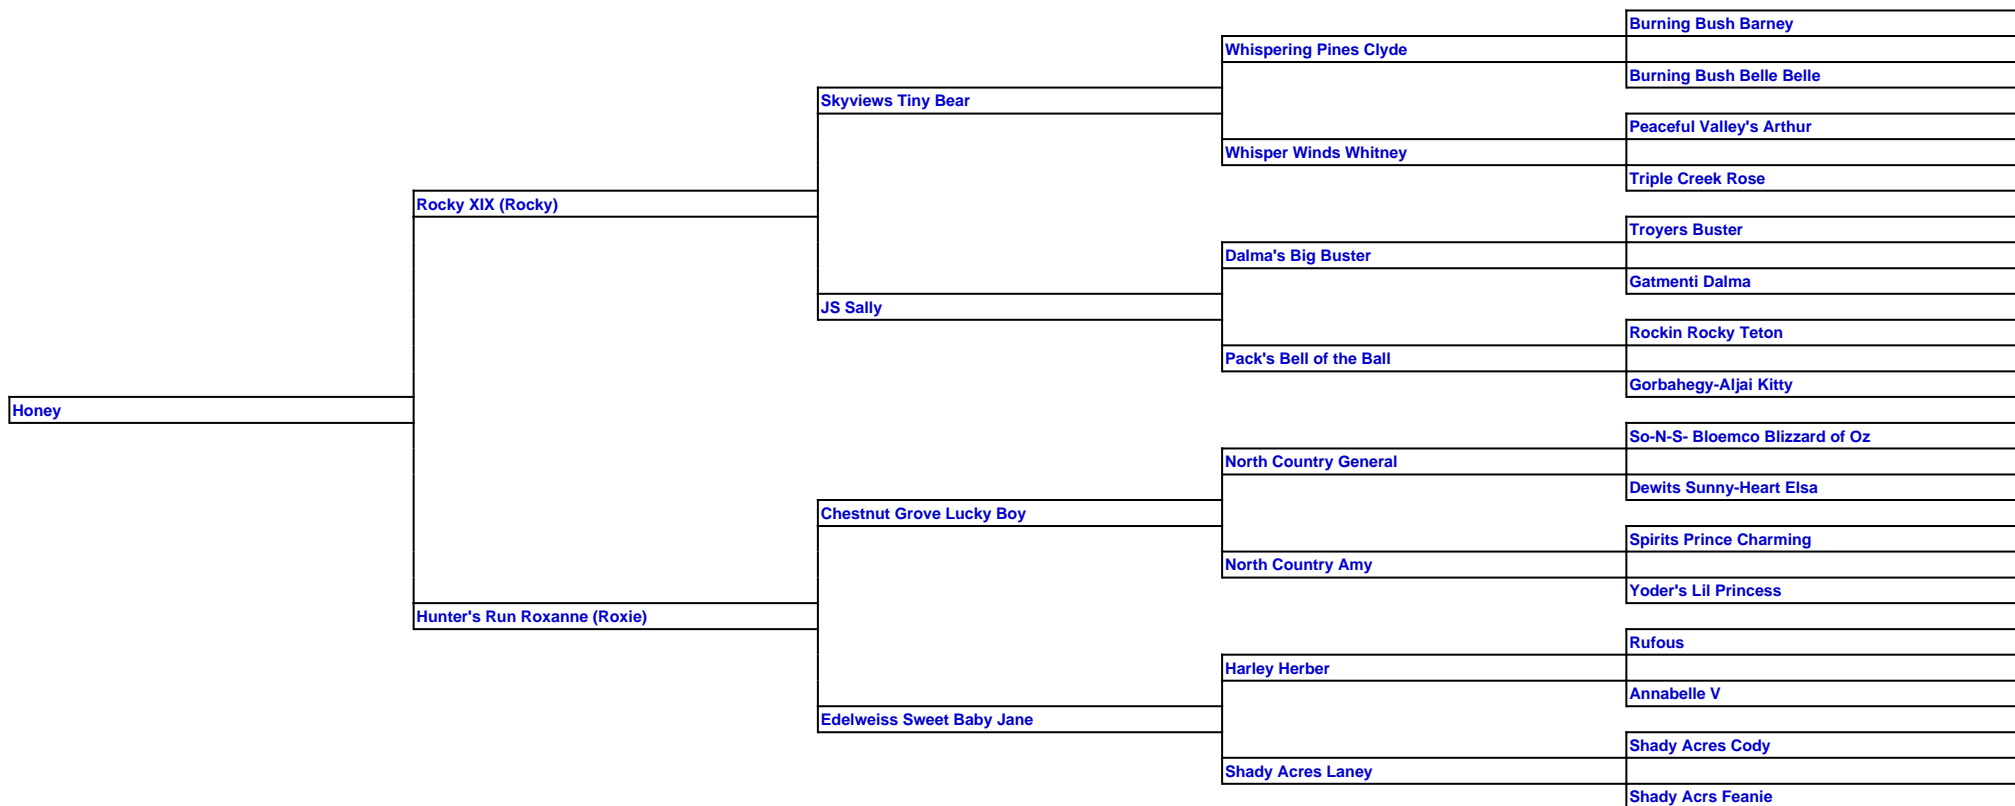 Burning Bush Barney
Whispering Pines Clyde
Burning Bush Belle Belle
Skyviews Tiny Bear
Peaceful Valley's Arthur
Whisper Winds Whitney
Triple Creek Rose
Rocky XIX (Rocky)
Troyers Buster
Dalma's Big Buster
Gatmenti Dalma
JS Sally
Rockin Rocky Teton
Pack's Bell of the Ball
Gorbahegy-Aljai Kitty
Honey
So-N-S- Bloemco Blizzard of Oz
North Country General
Dewits Sunny-Heart Elsa
Chestnut Grove Lucky Boy
Spirits Prince Charming
North Country Amy
Yoder's Lil Princess
Hunter's Run Roxanne (Roxie)
Rufous
Harley Herber
Annabelle V
Edelweiss Sweet Baby Jane
Shady Acres Cody
Shady Acres Laney
Shady Acrs Feanie